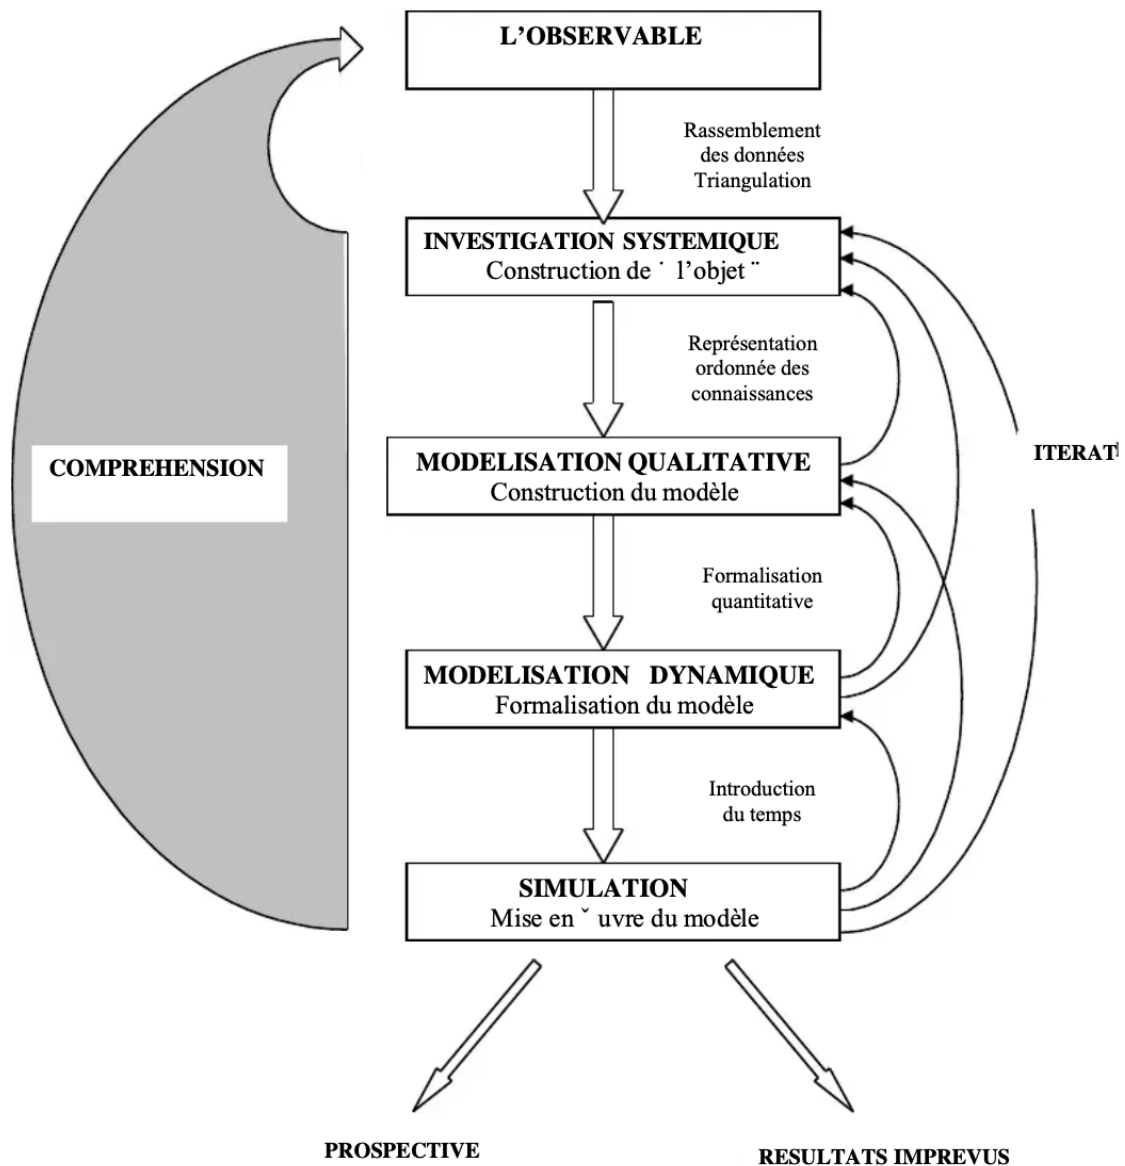 L’OBSERVABLE
Rassemblement
des données
Triangulation
INVESTIGATION SYSTEMIQUE
Construction de ˙ l’objet ¨
Représentation
ordonnée des
connaissances
COMPREHENSION
ITERAT
MODELISATION QUALITATIVE
Construction du modèle
Formalisation
quantitative
MODELISATION DYNAMIQUE
Formalisation du modèle
Introduction
du temps
SIMULATION
Mise en ˇ uvre du modèle
PROSPECTIVE
RESULTATS IMPREVUS